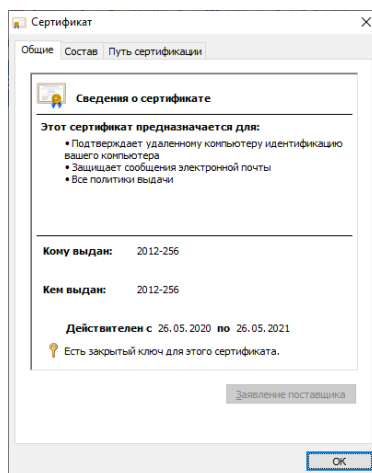 Сертификат
Общие Состав Путь сертификации
Сведения о сертификате
Этот сертификат предназначается для:
• Подтверждает удаленному компьютеру идентификацию
вашего компьютера
• Защищает сообщения электронной почты
• Все политики выдачи
Кому выдан: 2012-256
Кем выдан: 2012-256
Действителен с 26.05.2020 по 26.05.2021
Есть закрытый ключ для этого сертификата.
Заявление поставщика
OK